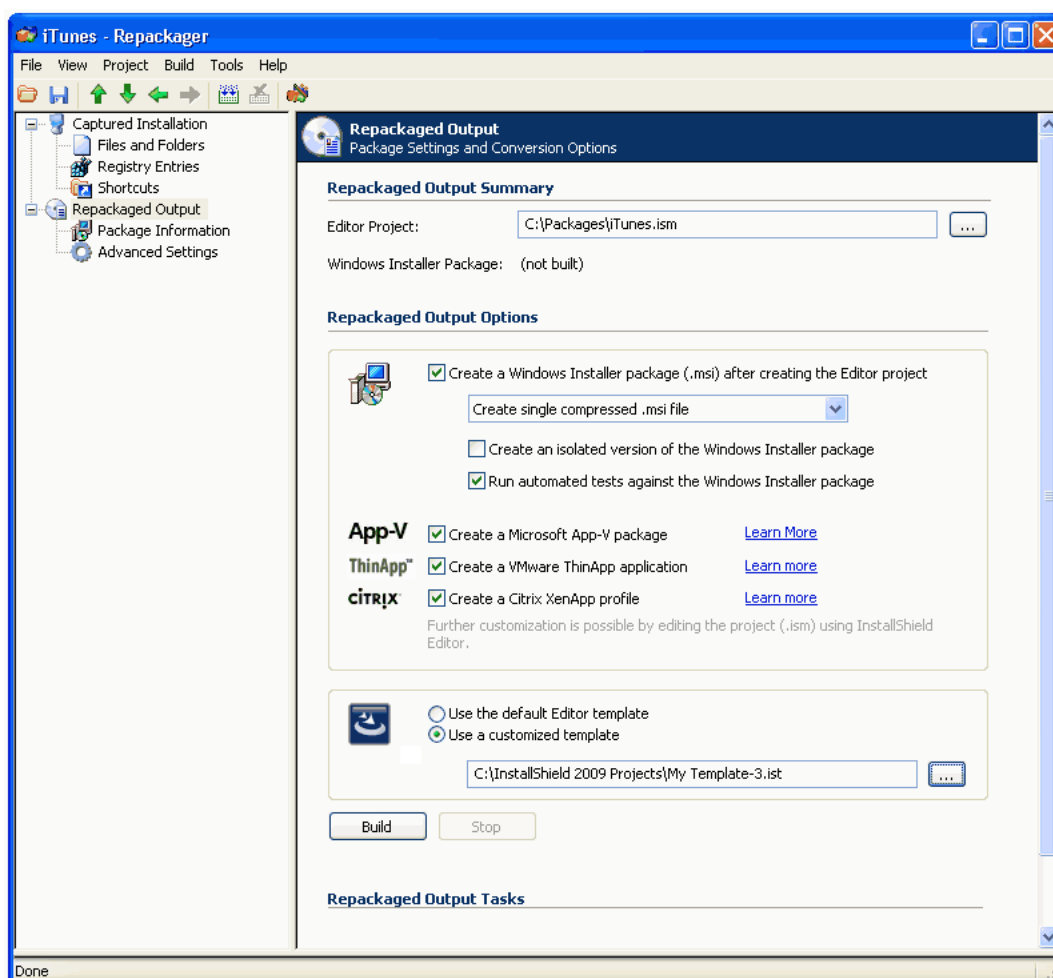 iTunes - Repackager
File View Project Build Tools Help
Captured Installation
Files and Folders
Registry Entries
Shortcuts
Repackaged Output
Package Information
Advanced Settings
Repackaged Output
Package Settings and Conversion Options
Repackaged Output Summary
Editor Project: C:\Packages\iTunes.ism ...
Windows Installer Package: (not built)
Repackaged Output Options
Create a Windows Installer package (.msi) after creating the Editor project
Create single compressed .msi file
Create an isolated version of the Windows Installer package
Run automated tests against the Windows Installer package
App-V Create a Microsoft App-V package Learn More
ThinApp™ Create a VMware ThinApp application Learn more
CITRIX Create a Citrix XenApp profile Learn more
Further customization is possible by editing the project (.ism) using InstallShield
Editor.
Use the default Editor template
Use a customized template
C:\InstallShield 2009 Projects\My Template-3.ist ...
Build Stop
Repackaged Output Tasks
Done